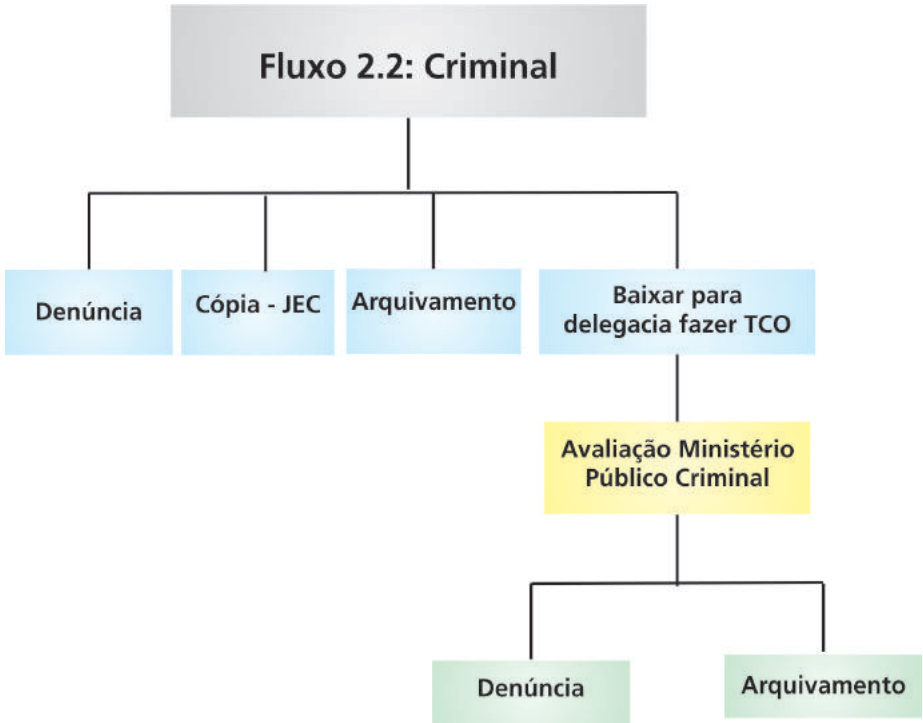 Fluxo 2.2: Criminal
Denúncia
Cópia - JEC
Arquivamento
Baixar para
delegacia fazer TCO
Avaliação Ministério
Público Criminal
Denúncia
Arquivamento